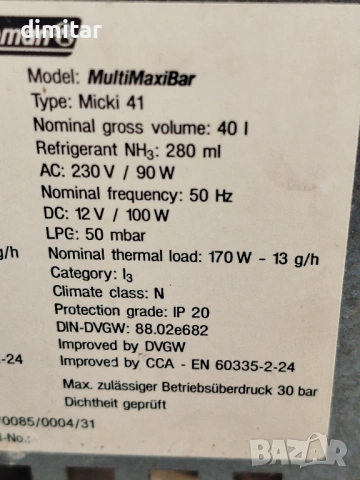 dimitar
Model: MultiMaxiBar
Type: Micki 41
Nominal gross volume: 40 l
Refrigerant NH₃: 280 ml
AC: 230 V / 90 W
Nominal frequency: 50 Hz
DC: 12 V / 100 W
LPG: 50 mbar
g/h Nominal thermal load: 170 W – 13 g/h
Category: I₃
Climate class: N
Protection grade: IP 20
DIN-DVGW: 88.02e682
Improved by DVGW
-24 Improved by CCA - EN 60335-2-24
Max. zulässiger Betriebsüberdruck 30 bar
Dichtheit geprüft
/0085/0004/31
-No.:
bazar